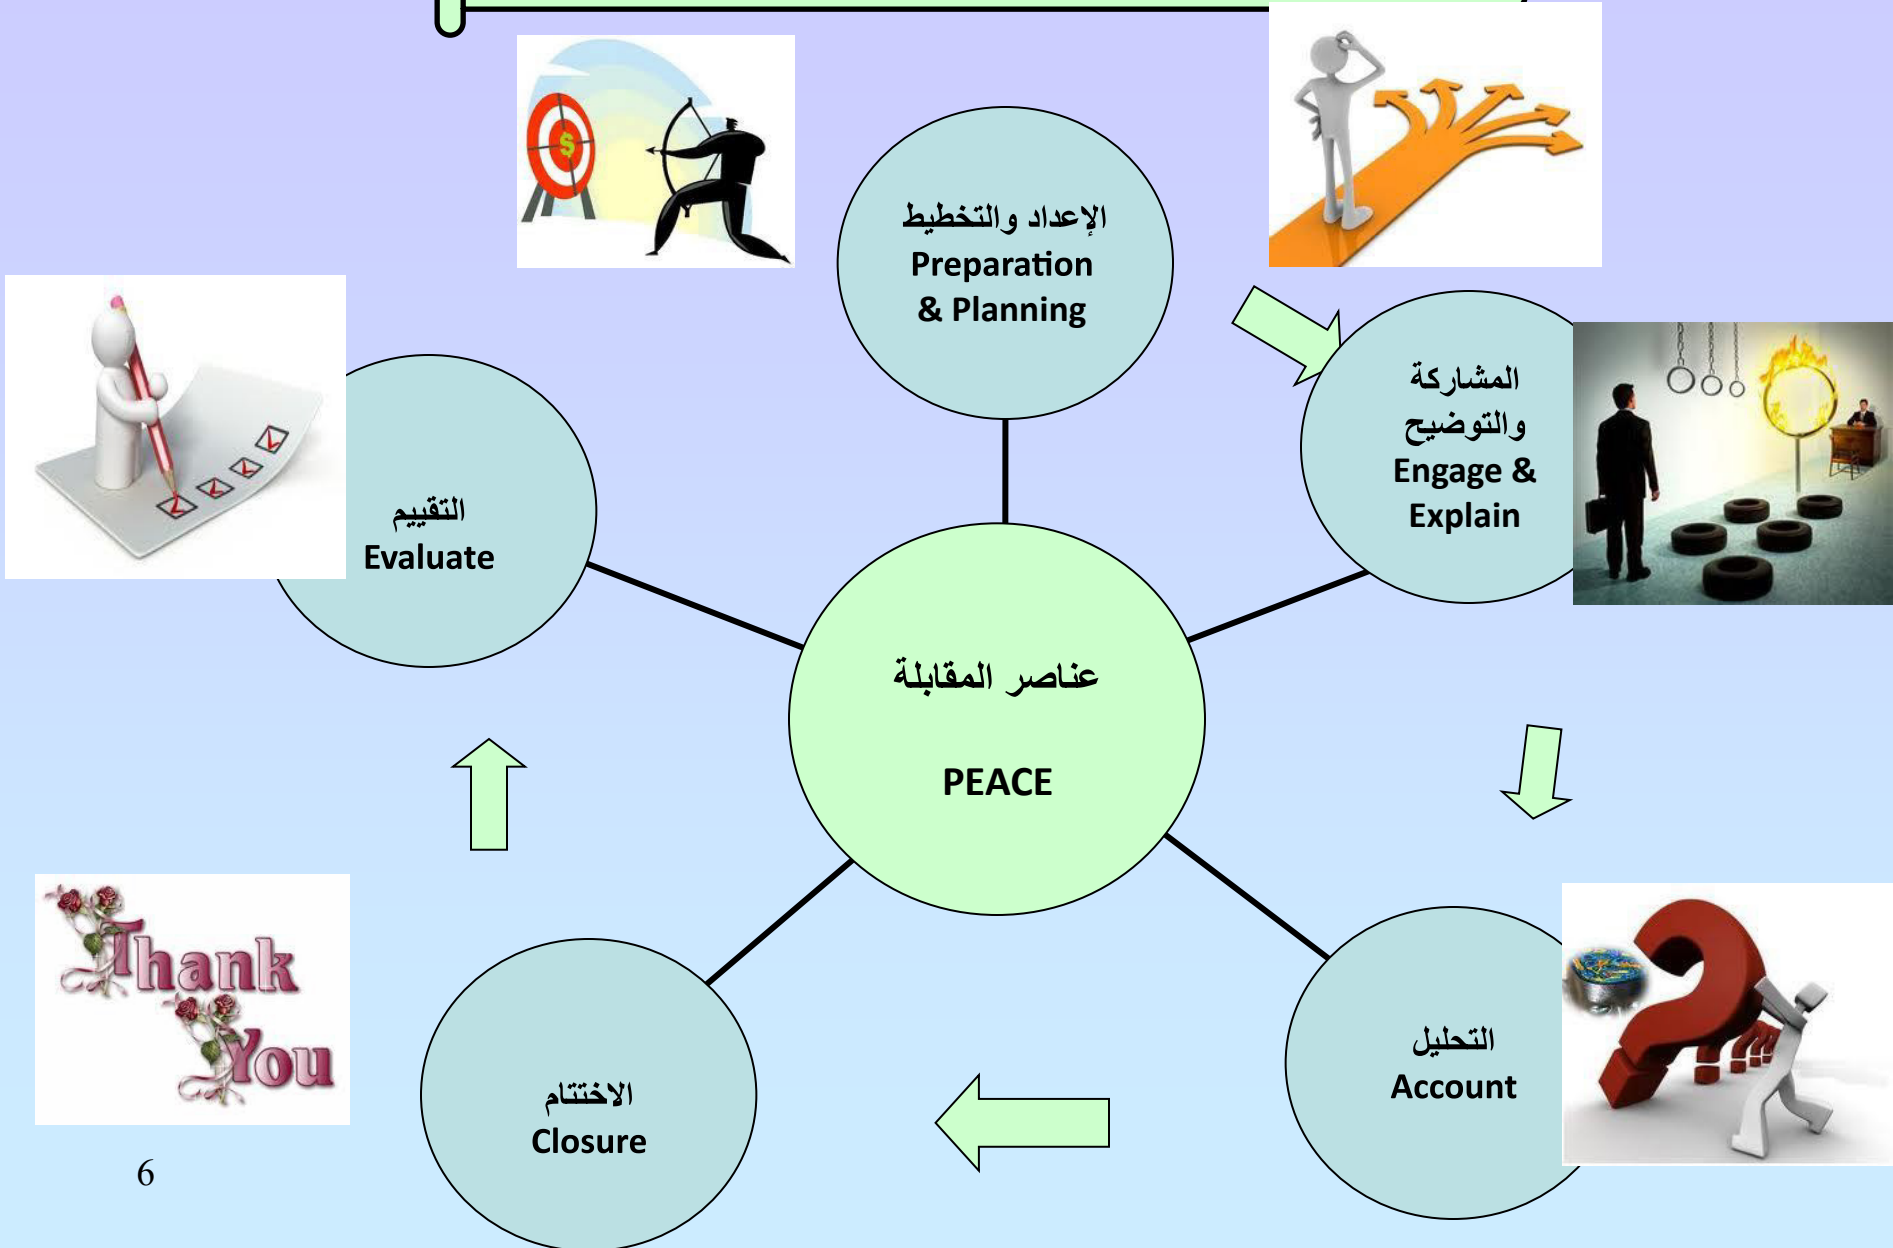 الإعداد والتخطيط
Preparation
& Planning
المشاركة
والتوضيح
Engage &
Explain
التقييم
Evaluate
عناصر المقابلة
PEACE
التحليل
Account
الاختتام
Closure
Thank
You
$
6